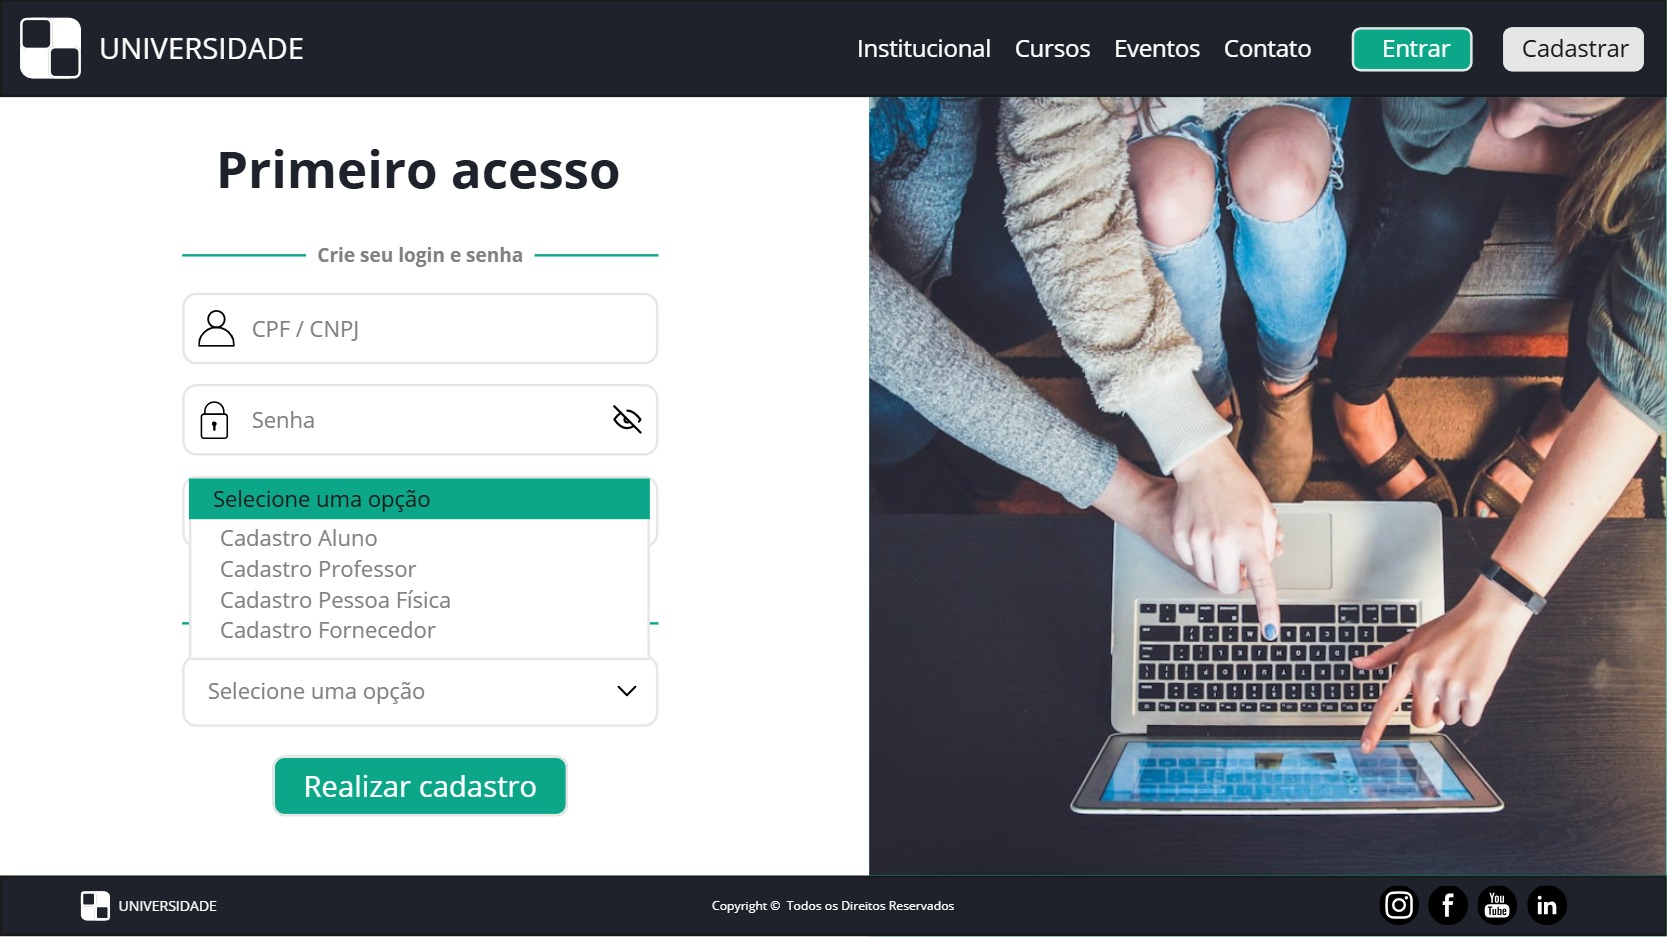 UNIVERSIDADE
Institucional Cursos Eventos Contato Entrar Cadastrar
Primeiro acesso
Crie seu login e senha
CPF / CNPJ
Senha
Selecione uma opção
Cadastro Aluno
Cadastro Professor
Cadastro Pessoa Física
Cadastro Fornecedor
Selecione uma opção
Realizar cadastro
UNIVERSIDADE
Copyright © Todos os Direitos Reservados
You
Tube
in